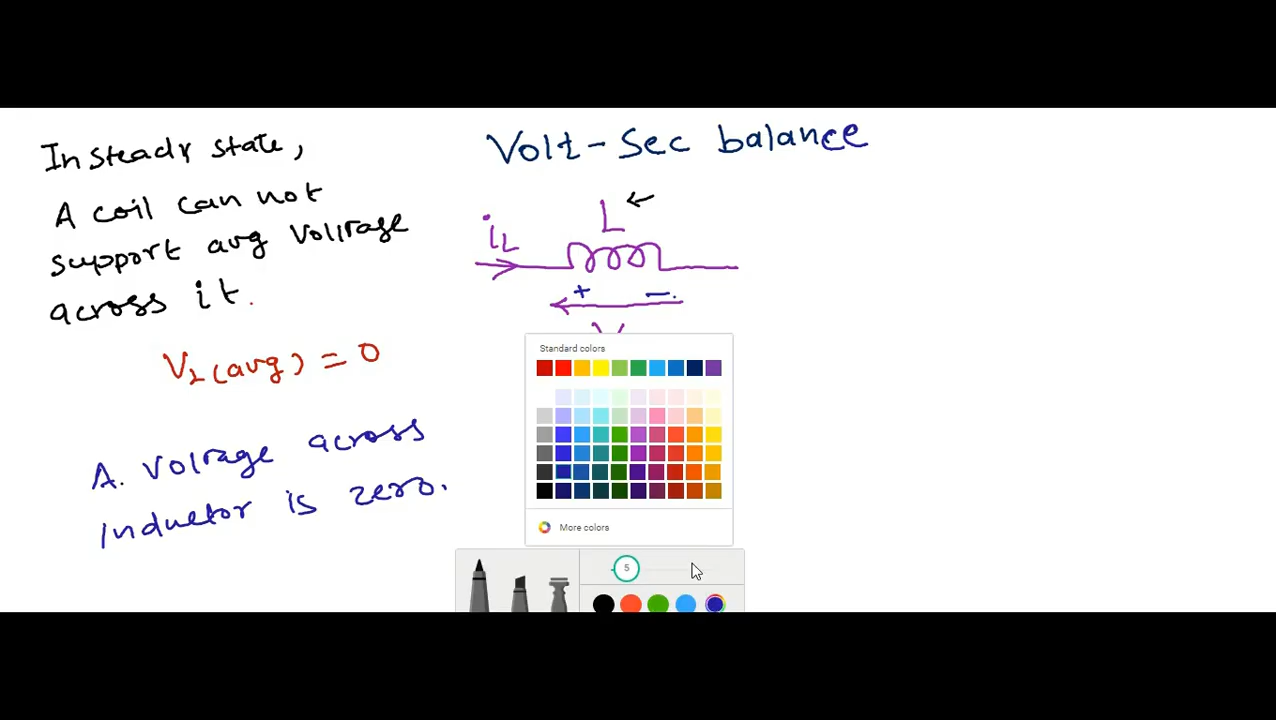 Volt-Sec balance
In steady state,
A coil can not
support avg Voltage
across it.
VL(avg) = 0
A. Voltage across
inductor is zero.
L
iL
+ -
V
Standard colors
More colors
5